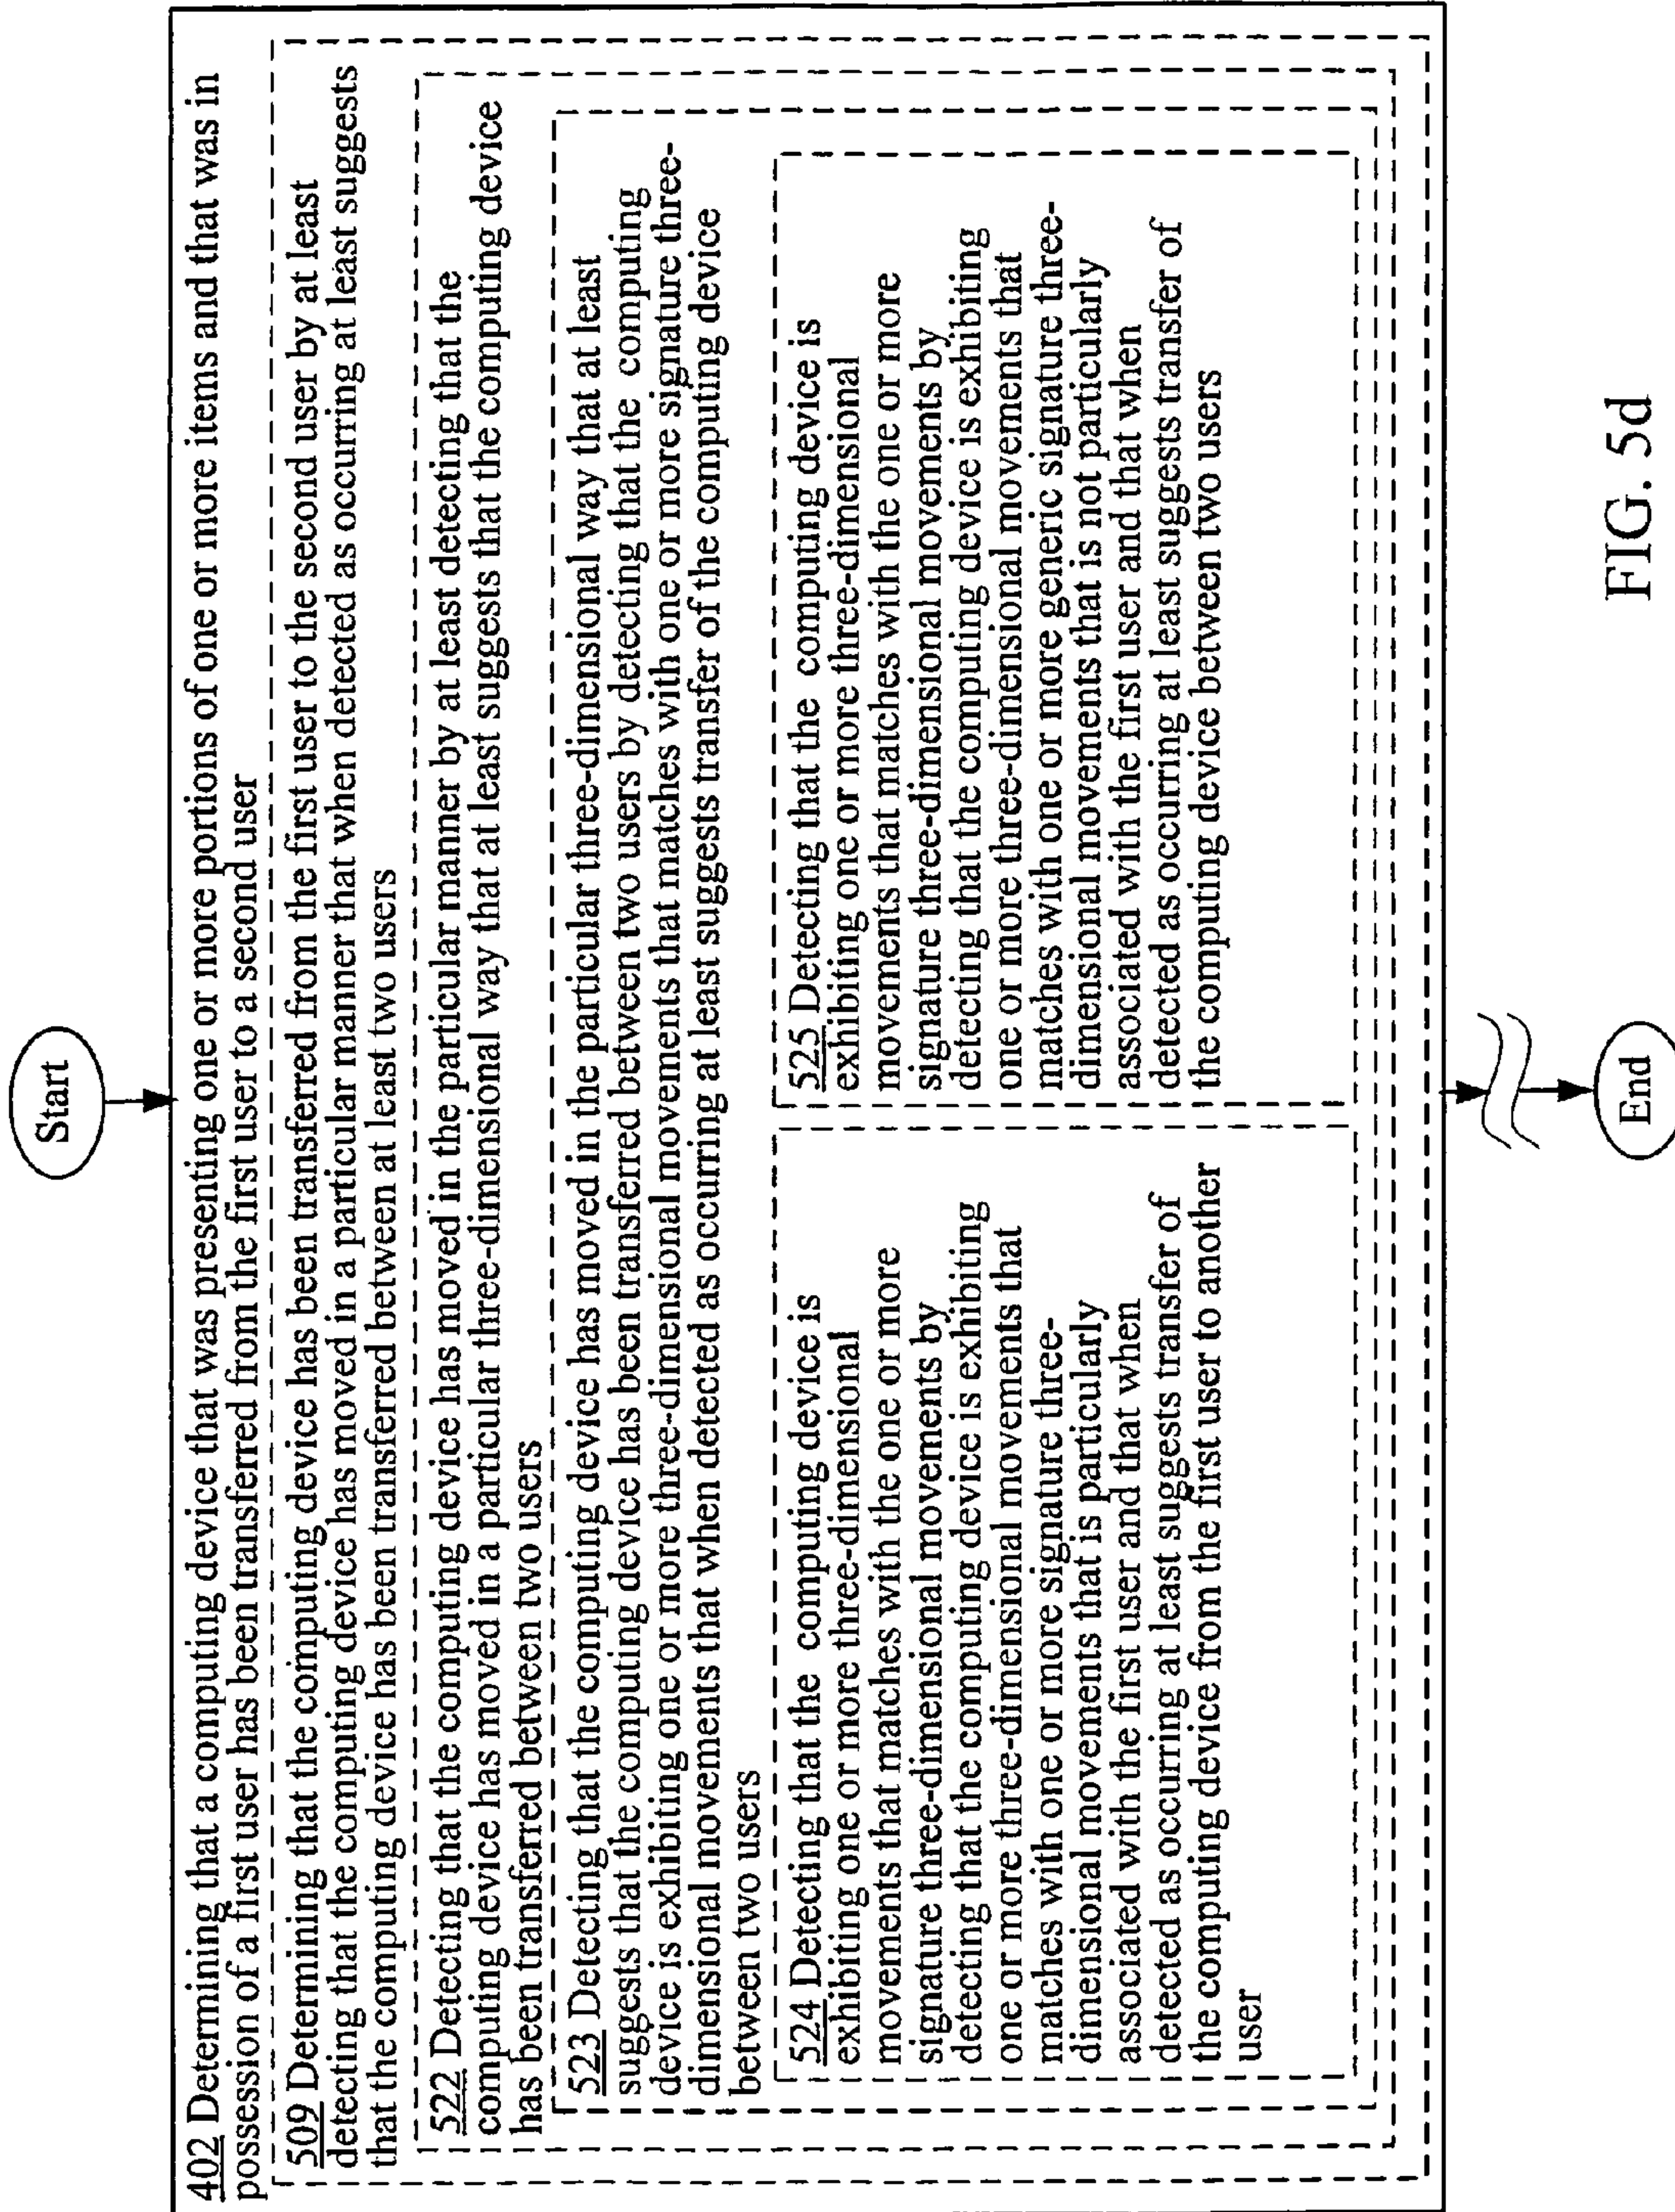 Start
402 Determining that a computing device that was presenting one or more portions of one or more items and that was in
possession of a first user has been transferred from the first user to a second user
509 Determining that the computing device has been transferred from the first user to the second user by at least
detecting that the computing device has moved in a particular manner that when detected as occurring at least suggests
that the computing device has been transferred between at least two users
522 Detecting that the computing device has moved in the particular manner by at least detecting that the
computing device has moved in a particular three-dimensional way that at least suggests that the computing device
has been transferred between two users
523 Detecting that the computing device has moved in the particular three-dimensional way that at least
suggests that the computing device has been transferred between two users by detecting that the computing
device is exhibiting one or more three-dimensional movements that matches with one or more signature three-
dimensional movements that when detected as occurring at least suggests transfer of the computing device
between two users
524 Detecting that the computing device is
exhibiting one or more three-dimensional
movements that matches with the one or more
signature three-dimensional movements by
detecting that the computing device is exhibiting
one or more three-dimensional movements that
matches with one or more signature three-
dimensional movements that is particularly
associated with the first user and that when
detected as occurring at least suggests transfer of
the computing device from the first user to another
user
525 Detecting that the computing device is
exhibiting one or more three-dimensional
movements that matches with the one or more
signature three-dimensional movements by
detecting that the computing device is exhibiting
one or more three-dimensional movements that
matches with one or more generic signature three-
dimensional movements that is not particularly
associated with the first user and that when
detected as occurring at least suggests transfer of
the computing device between two users
End
FIG. 5d